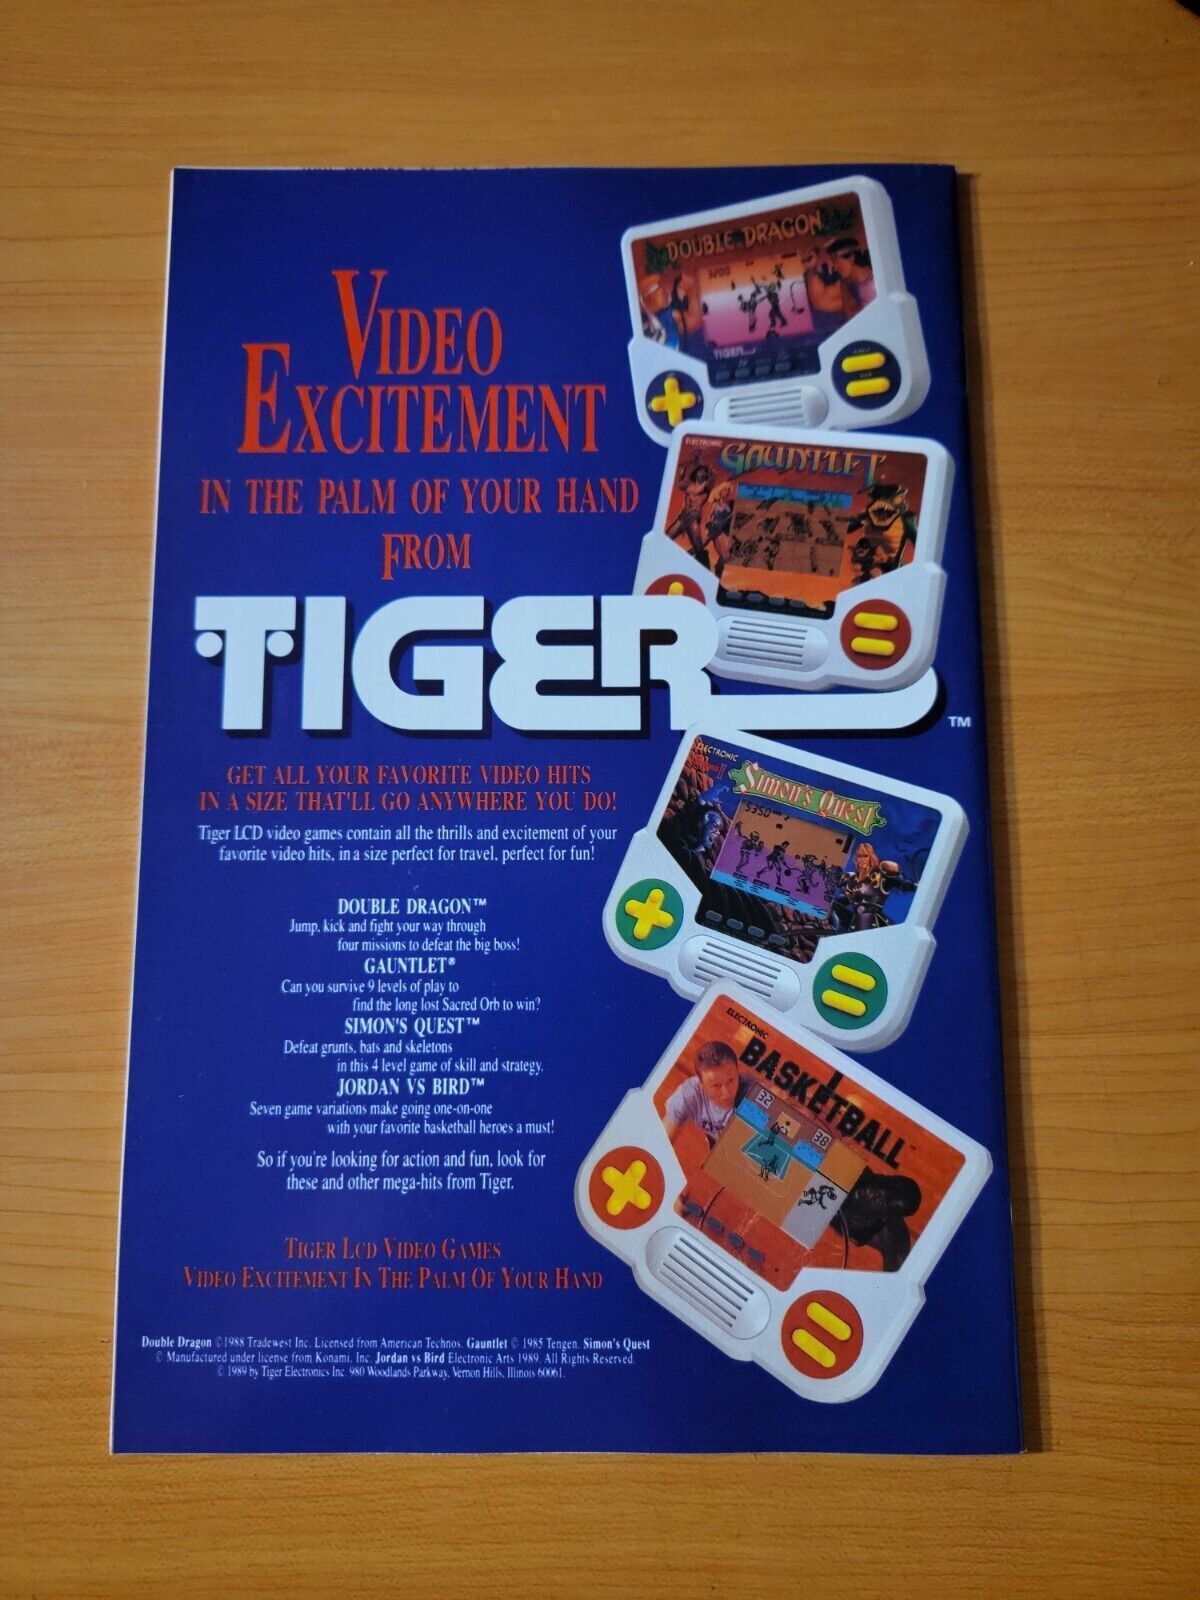 VIDEO
EXCITEMENT
IN THE PALM OF YOUR HAND
FROM
TIGER
TM
GET ALL YOUR FAVORITE VIDEO HITS
IN A SIZE THAT'LL GO ANYWHERE YOU DO!
Tiger LCD video games contain all the thrills and excitement of your
favorite video hits, in a size perfect for travel, perfect for fun!
DOUBLE DRAGON™
Jump, kick and fight your way through
four missions to defeat the big boss!
GAUNTLET®
Can you survive 9 levels of play to
find the long lost Sacred Orb to win?
SIMON'S QUEST™
Defeat grunts, bats and skeletons
in this 4 level game of skill and strategy.
JORDAN VS BIRD™
Seven game variations make going one-on-one
with your favorite basketball heroes a must!
So if you're looking for action and fun, look for
these and other mega-hits from Tiger.
TIGER LCD VIDEO GAMES
VIDEO EXCITEMENT IN THE PALM OF YOUR HAND
Double Dragon ©1988 Tradewest Inc. Licensed from American Technos. Gauntlet © 1985 Tengen. Simon's Quest
© Manufactured under license from Konami, Inc. Jordan vs Bird Electronic Arts 1989. All Rights Reserved.
© 1989 by Tiger Electronics Inc. 980 Woodlands Parkway, Vernon Hills, Illinois 60061.
DOUBLE DRAGON
3600
TIGER
ELECTRONIC
GAUNTLET
ELECTRONIC
Simon's Quest
5350
ELECTRONIC
BASKETBALL
32
38